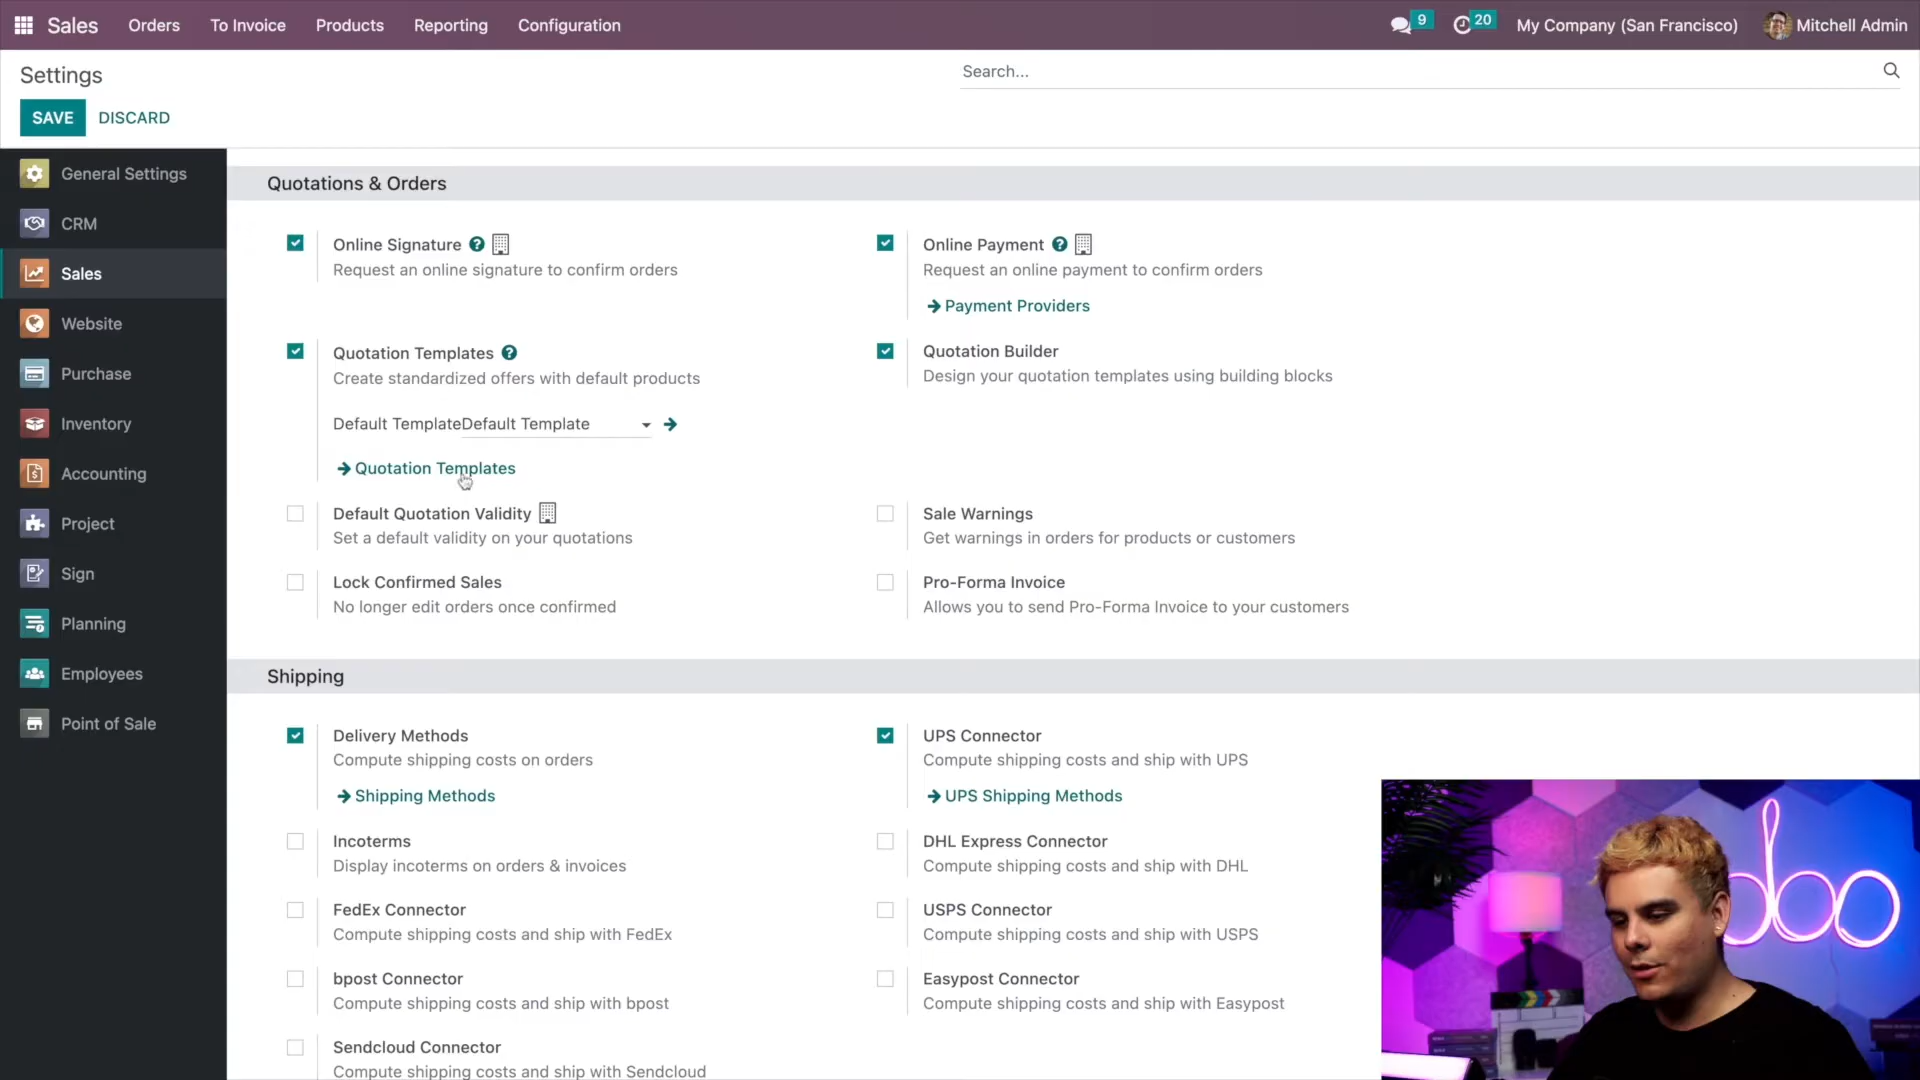 Sales Orders To Invoice Products Reporting Configuration 9 20 My Company (San Francisco) Mitchell Admin
Settings
Search...
SAVE DISCARD
General Settings
CRM
Sales
Website
Purchase
Inventory
Accounting
Project
Sign
Planning
Employees
Point of Sale
Quotations & Orders
Online Signature ?
Request an online signature to confirm orders
Online Payment ?
Request an online payment to confirm orders
Payment Providers
Quotation Templates ?
Create standardized offers with default products
Default Template Default Template
Quotation Templates
Quotation Builder
Design your quotation templates using building blocks
Default Quotation Validity
Set a default validity on your quotations
Sale Warnings
Get warnings in orders for products or customers
Lock Confirmed Sales
No longer edit orders once confirmed
Pro-Forma Invoice
Allows you to send Pro-Forma Invoice to your customers
Shipping
Delivery Methods
Compute shipping costs on orders
Shipping Methods
UPS Connector
Compute shipping costs and ship with UPS
UPS Shipping Methods
Incoterms
Display incoterms on orders & invoices
DHL Express Connector
Compute shipping costs and ship with DHL
FedEx Connector
Compute shipping costs and ship with FedEx
USPS Connector
Compute shipping costs and ship with USPS
bpost Connector
Compute shipping costs and ship with bpost
Easypost Connector
Compute shipping costs and ship with Easypost
Sendcloud Connector
Compute shipping costs and ship with Sendcloud